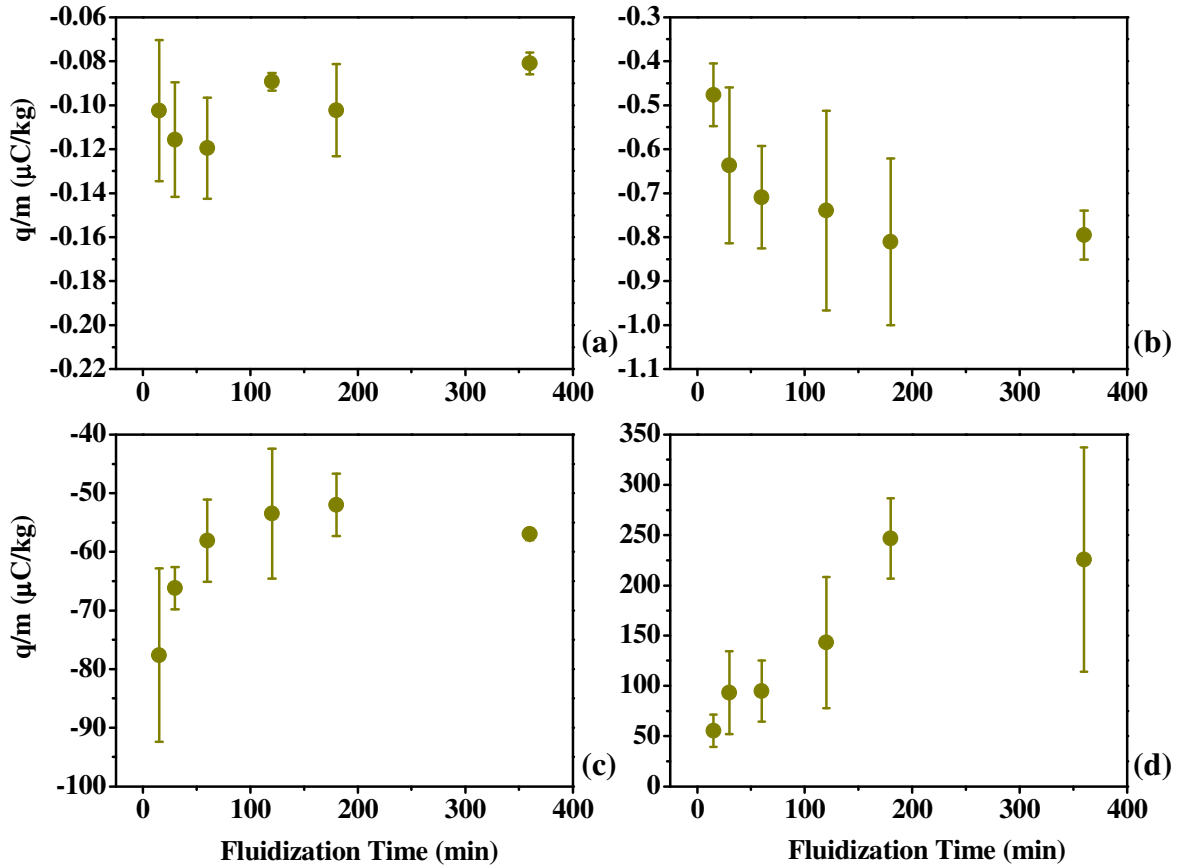 -0.06
-0.08
-0.10
-0.12
-0.14
-0.16
-0.18
-0.20
-0.22
q/m (µC/kg)
0 100 200 300 400
(a)
-0.3
-0.4
-0.5
-0.6
-0.7
-0.8
-0.9
-1.0
-1.1
0 100 200 300 400
(b)
-40
-50
-60
-70
-80
-90
-100
q/m (µC/kg)
0 100 200 300 400
(c)
Fluidization Time (min)
350
300
250
200
150
100
50
0
0 100 200 300 400
(d)
Fluidization Time (min)